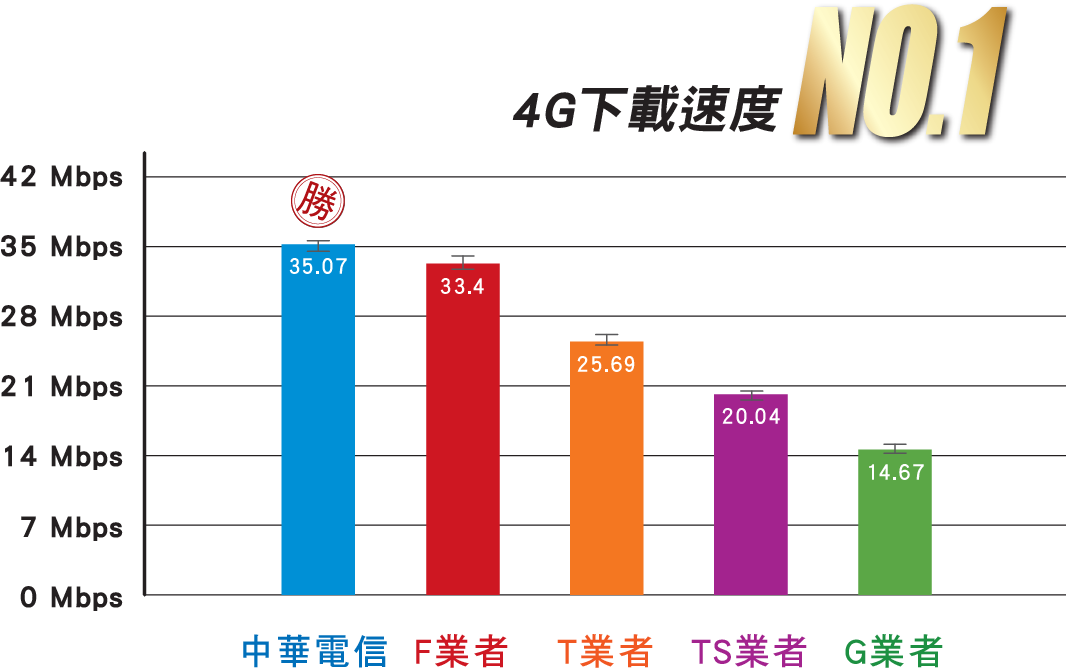 4G下載速度 NO.1
42 Mbps
勝
35 Mbps
35.07
33.4
28 Mbps
25.69
21 Mbps
20.04
14 Mbps
14.67
7 Mbps
0 Mbps
中華電信 F業者 T業者 TS業者 G業者